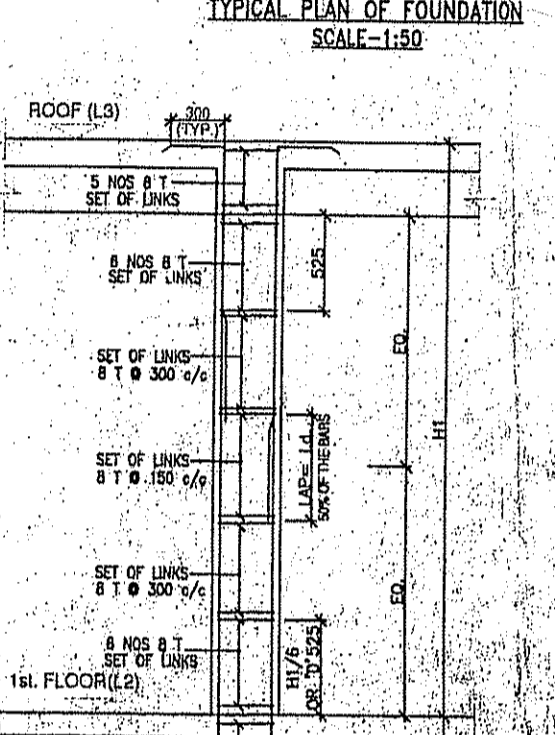 TYPICAL PLAN OF FOUNDATION
SCALE-1:50
ROOF (L3)
300
(TYP.)
5 NOS 8 T
SET OF LINKS
8 NOS 8 T
SET OF LINKS
525
SET OF LINKS
8 T @ 300 c/c
EQ.
H1
SET OF LINKS
8 T @ 150 c/c
LAP= Ld
50% OF THE BARS
SET OF LINKS
8 T @ 300 c/c
EQ.
8 NOS 8 T
SET OF LINKS
H1/6
OR 'D' 525
1st. FLOOR(L2)